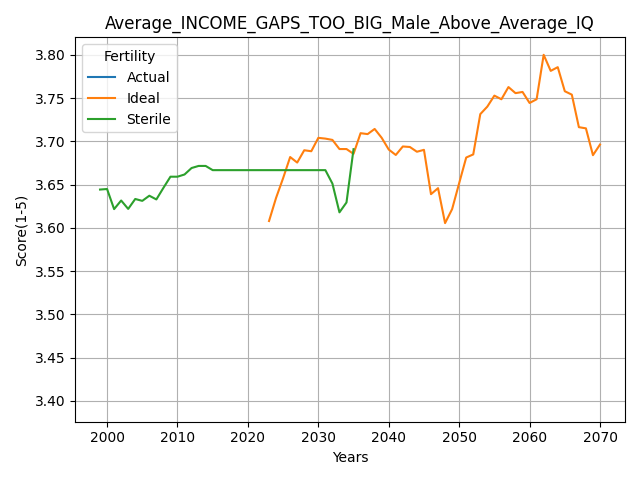 Average_INCOME_GAPS_TOO_BIG_Male_Above_Average_IQ
Fertility
Actual
Ideal
Sterile
Score(1-5)
3.80
3.75
3.70
3.65
3.60
3.55
3.50
3.45
3.40
2000 2010 2020 2030 2040 2050 2060 2070
Years